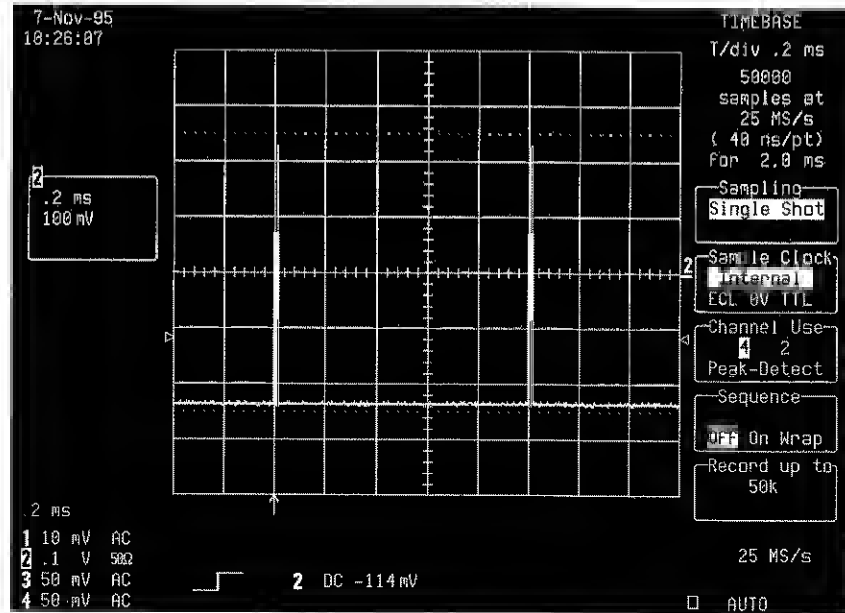 7-Nov-95
10:26:07
2
.2 ms
100 mV
TIMEBASE
T/div .2 ms
50000
samples at
25 MS/s
( 40 ns/pt)
for 2.0 ms
Sampling
Single Shot
2
Sample Clock
Internal
ECL 0V TTL
Channel Use
4 2
Peak-Detect
Sequence
OFF On Wrap
Record up to
50k
.2 ms
1 10 mV AC
2 .1 V 50Ω
3 50 mV AC
4 50 mV AC
2 DC -114 mV
25 MS/s
AUTO